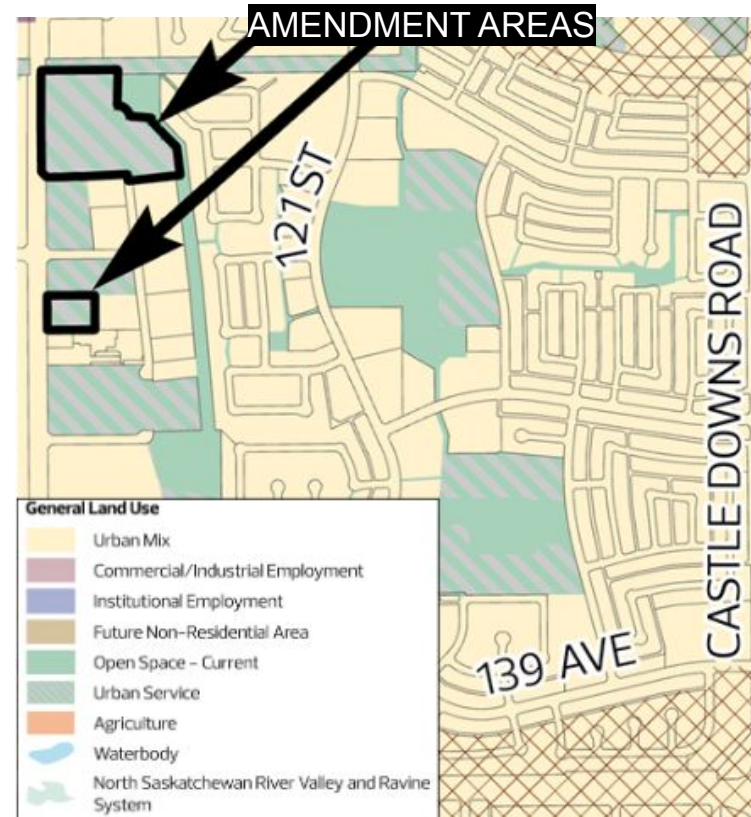 AMENDMENT AREAS
121 ST
CASTLE DOWNS ROAD
139 AVE
General Land Use
Urban Mix
Commercial/Industrial Employment
Institutional Employment
Future Non-Residential Area
Open Space – Current
Urban Service
Agriculture
Waterbody
North Saskatchewan River Valley and Ravine
System